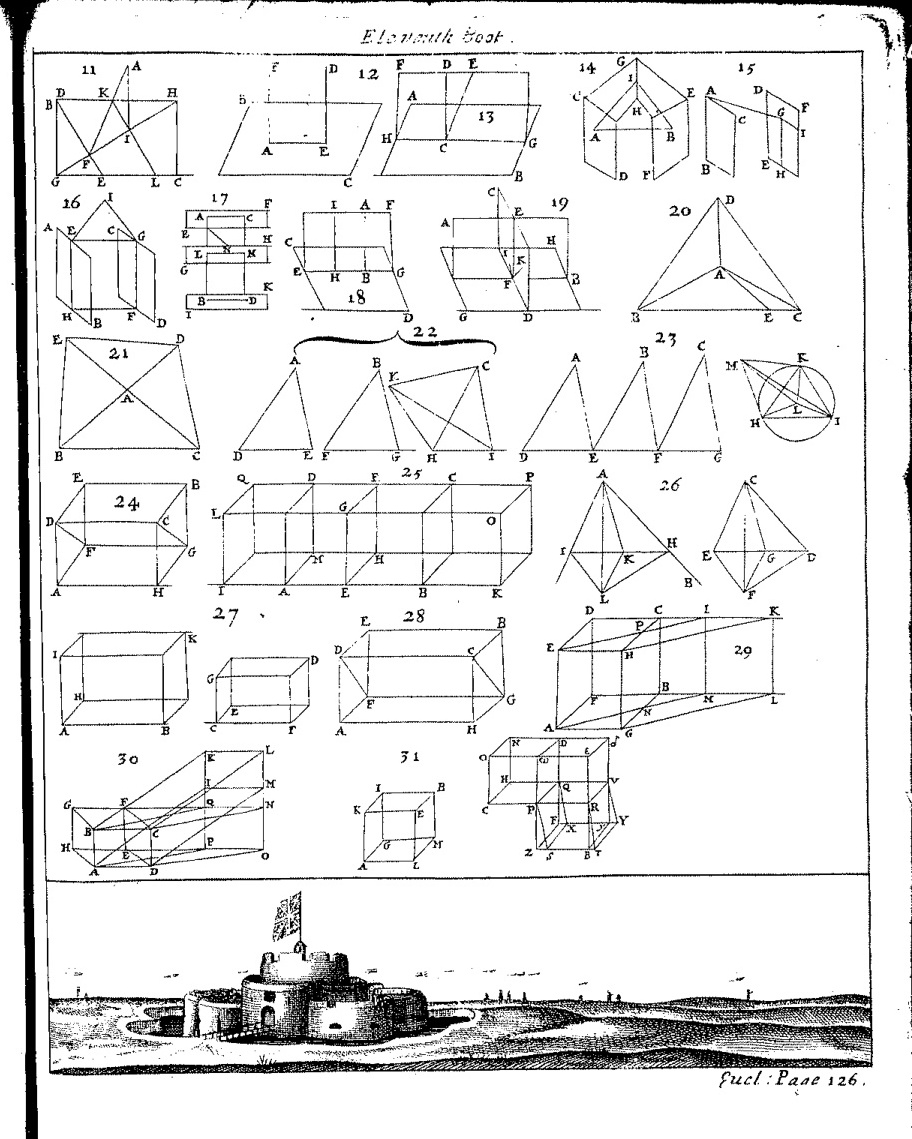 Eleventh Book.
11 12 13 14 15
A D K H B I F G E L C
F D B A E C
F D E A H C G B
G I C E H A B D F
A D F C G I B E H
16 17 18 19 20
I A C E G H F B D
A C F E H L N N G K B D I
I A F C E H B G D
C E A H I K F B G D
D A B E C
21 22 23
E D A B C
A D E
B F G
K C H I
A B C D E F G
M K L H I
24 25 26
E B D C F G A H
Q D F C P L G O M H I A E B K
A I K H B L
C E G D F
27 28 29
I K H A B
D G E C F
E B D C F G A H
D C I K P E H B F M L N A G
30 31
K L I M G F Q N B C H E P O A D
I B K E G M A L
N D O H Q V C P R F X Y Z S B T
Eucl: Page 126.